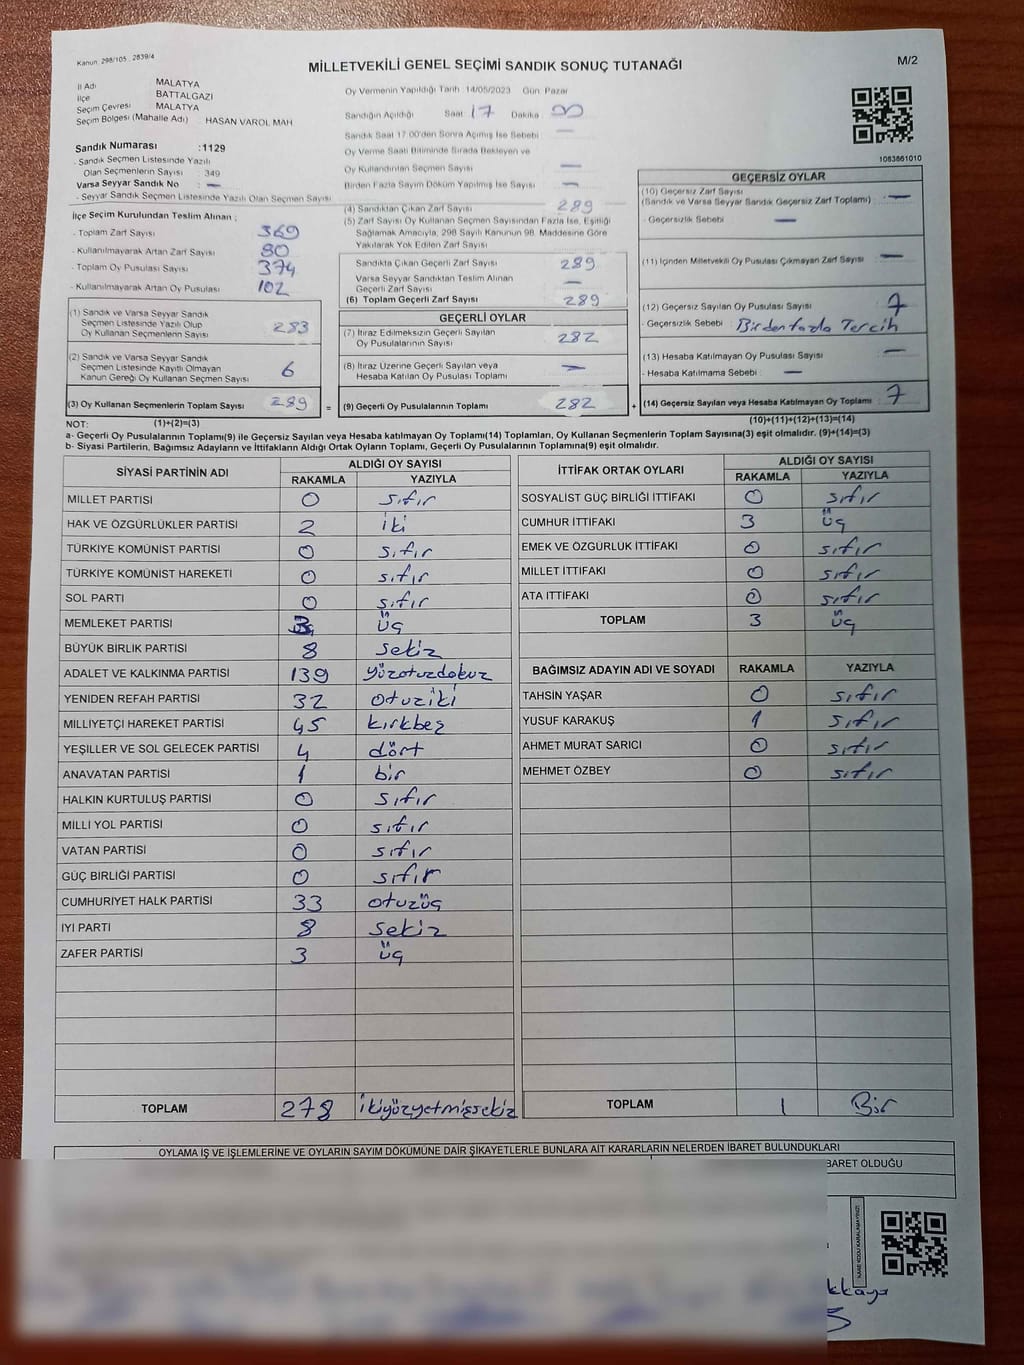 Kanun 298/105 . 2839/4
MİLLETVEKİLİ GENEL SEÇİMİ SANDIK SONUÇ TUTANAĞI
M/2
İl Adı MALATYA
İlçe BATTALGAZİ
Seçim Çevresi MALATYA
Seçim Bölgesi (Mahalle Adı) . HASAN VAROL MAH
Sandık Numarası :1129
- Sandık Seçmen Listesinde Yazılı
Olan Seçmenlerin Sayısı : 349
Varsa Seyyar Sandık No : —
- Seyyar Sandık Seçmen Listesinde Yazılı Olan Seçmen Sayısı
İlçe Seçim Kurulundan Teslim Alınan ;
- Toplam Zarf Sayısı 369
- Kullanılmayarak Artan Zarf Sayısı 80
- Toplam Oy Pusulası Sayısı 374
- Kullanılmayarak Artan Oy Pusulası 102
(1) Sandık ve Varsa Seyyar Sandık
Seçmen Listesinde Yazılı Olup
Oy Kullanan Seçmenlerin Sayısı : 283
(2) Sandık ve Varsa Seyyar Sandık
Seçmen Listesinde Kayıtlı Olmayan
Kanun Gereği Oy Kullanan Seçmen Sayısı : 6
(3) Oy Kullanan Seçmenlerin Toplam Sayısı : 289
Oy Vermenin Yapıldığı Tarih 14/05/2023 Gün: Pazar
Sandığın Açıldığı Saat 17 Dakika 00
Sandık Saat 17.00'den Sonra Açılmış İse Sebebi —
Oy Verme Saati Bitiminde Sırada Bekleyen ve
Oy Kullandırılan Seçmen Sayısı —
Birden Fazla Sayım Döküm Yapılmış İse Sayısı —
(4) Sandıktan Çıkan Zarf Sayısı : 289
(5) Zarf Sayısı Oy Kullanan Seçmen Sayısından Fazla İse, Eşitliği
Sağlamak Amacıyla, 298 Sayılı Kanunun 98. Maddesine Göre
Yakılarak Yok Edilen Zarf Sayısı
Sandıkta Çıkan Geçerli Zarf Sayısı : 289
Varsa Seyyar Sandıktan Teslim Alınan
Geçerli Zarf Sayısı : —
(6) Toplam Geçerli Zarf Sayısı : 289
GEÇERLİ OYLAR
(7) İtiraz Edilmeksizin Geçerli Sayılan
Oy Pusulalarının Sayısı : 282
(8) İtiraz Üzerine Geçerli Sayılan veya
Hesaba Katılan Oy Pusulası Toplamı : —
= (9) Geçerli Oy Pusulalarının Toplamı : 282
1083861010
GEÇERSİZ OYLAR
(10) Geçersiz Zarf Sayısı
(Sandık ve Varsa Seyyar Sandık Geçersiz Zarf Toplamı) : —
- Geçersizlik Sebebi : —
(11) İçinden Milletvekili Oy Pusulası Çıkmayan Zarf Sayısı : —
(12) Geçersiz Sayılan Oy Pusulası Sayısı : 7
- Geçersizlik Sebebi : Birden fazla Tercih
(13) Hesaba Katılmayan Oy Pusulası Sayısı : —
- Hesaba Katılmama Sebebi : —
+ (14) Geçersiz Sayılan veya Hesaba Katılmayan Oy Toplamı : 7
NOT: (1)+(2)=(3) (10)+(11)+(12)+(13)=(14)
a- Geçerli Oy Pusulalarının Toplamı(9) ile Geçersiz Sayılan veya Hesaba katılmayan Oy Toplamı(14) Toplamları, Oy Kullanan Seçmenlerin Toplam Sayısına(3) eşit olmalıdır. (9)+(14)=(3)
b- Siyasi Partilerin, Bağımsız Adayların ve İttifakların Aldığı Ortak Oyların Toplamı, Geçerli Oy Pusulalarının Toplamına(9) eşit olmalıdır.
SİYASİ PARTİNİN ADI ALDIĞI OY SAYISI
RAKAMLA YAZIYLA
MİLLET PARTİSİ 0 sıfır
HAK VE ÖZGÜRLÜKLER PARTİSİ 2 iki
TÜRKİYE KOMÜNİST PARTİSİ 0 sıfır
TÜRKİYE KOMÜNİST HAREKETİ 0 sıfır
SOL PARTİ 0 sıfır
MEMLEKET PARTİSİ 3 üç
BÜYÜK BİRLİK PARTİSİ 8 sekiz
ADALET VE KALKINMA PARTİSİ 139 yüzotuzdokuz
YENİDEN REFAH PARTİSİ 32 otuziki
MİLLİYETÇİ HAREKET PARTİSİ 45 kırkbeş
YEŞİLLER VE SOL GELECEK PARTİSİ 4 dört
ANAVATAN PARTİSİ 1 bir
HALKIN KURTULUŞ PARTİSİ 0 sıfır
MİLLİ YOL PARTİSİ 0 sıfır
VATAN PARTİSİ 0 sıfır
GÜÇ BİRLİĞİ PARTİSİ 0 sıfır
CUMHURİYET HALK PARTİSİ 33 otuzüç
İYİ PARTİ 8 sekiz
ZAFER PARTİSİ 3 üç
TOPLAM 278 ikiyüzyetmişsekiz
İTTİFAK ORTAK OYLARI ALDIĞI OY SAYISI
RAKAMLA YAZIYLA
SOSYALİST GÜÇ BİRLİĞİ İTTİFAKI 0 sıfır
CUMHUR İTTİFAKI 3 üç
EMEK VE ÖZGÜRLÜK İTTİFAKI 0 sıfır
MİLLET İTTİFAKI 0 sıfır
ATA İTTİFAKI 0 sıfır
TOPLAM 3 üç
BAĞIMSIZ ADAYIN ADI VE SOYADI RAKAMLA YAZIYLA
TAHSİN YAŞAR 0 sıfır
YUSUF KARAKUŞ 1 sıfır
AHMET MURAT SARICI 0 sıfır
MEHMET ÖZBEY 0 sıfır
TOPLAM 1 Bir
OYLAMA İŞ VE İŞLEMLERİNE VE OYLARIN SAYIM DÖKÜMÜNE DAİR ŞİKAYETLERLE BUNLARA AİT KARARLARIN NELERDEN İBARET BULUNDUKLARI
BARET OLDUĞU
KARE KODU KARALAMAYINIZ!
kkaya